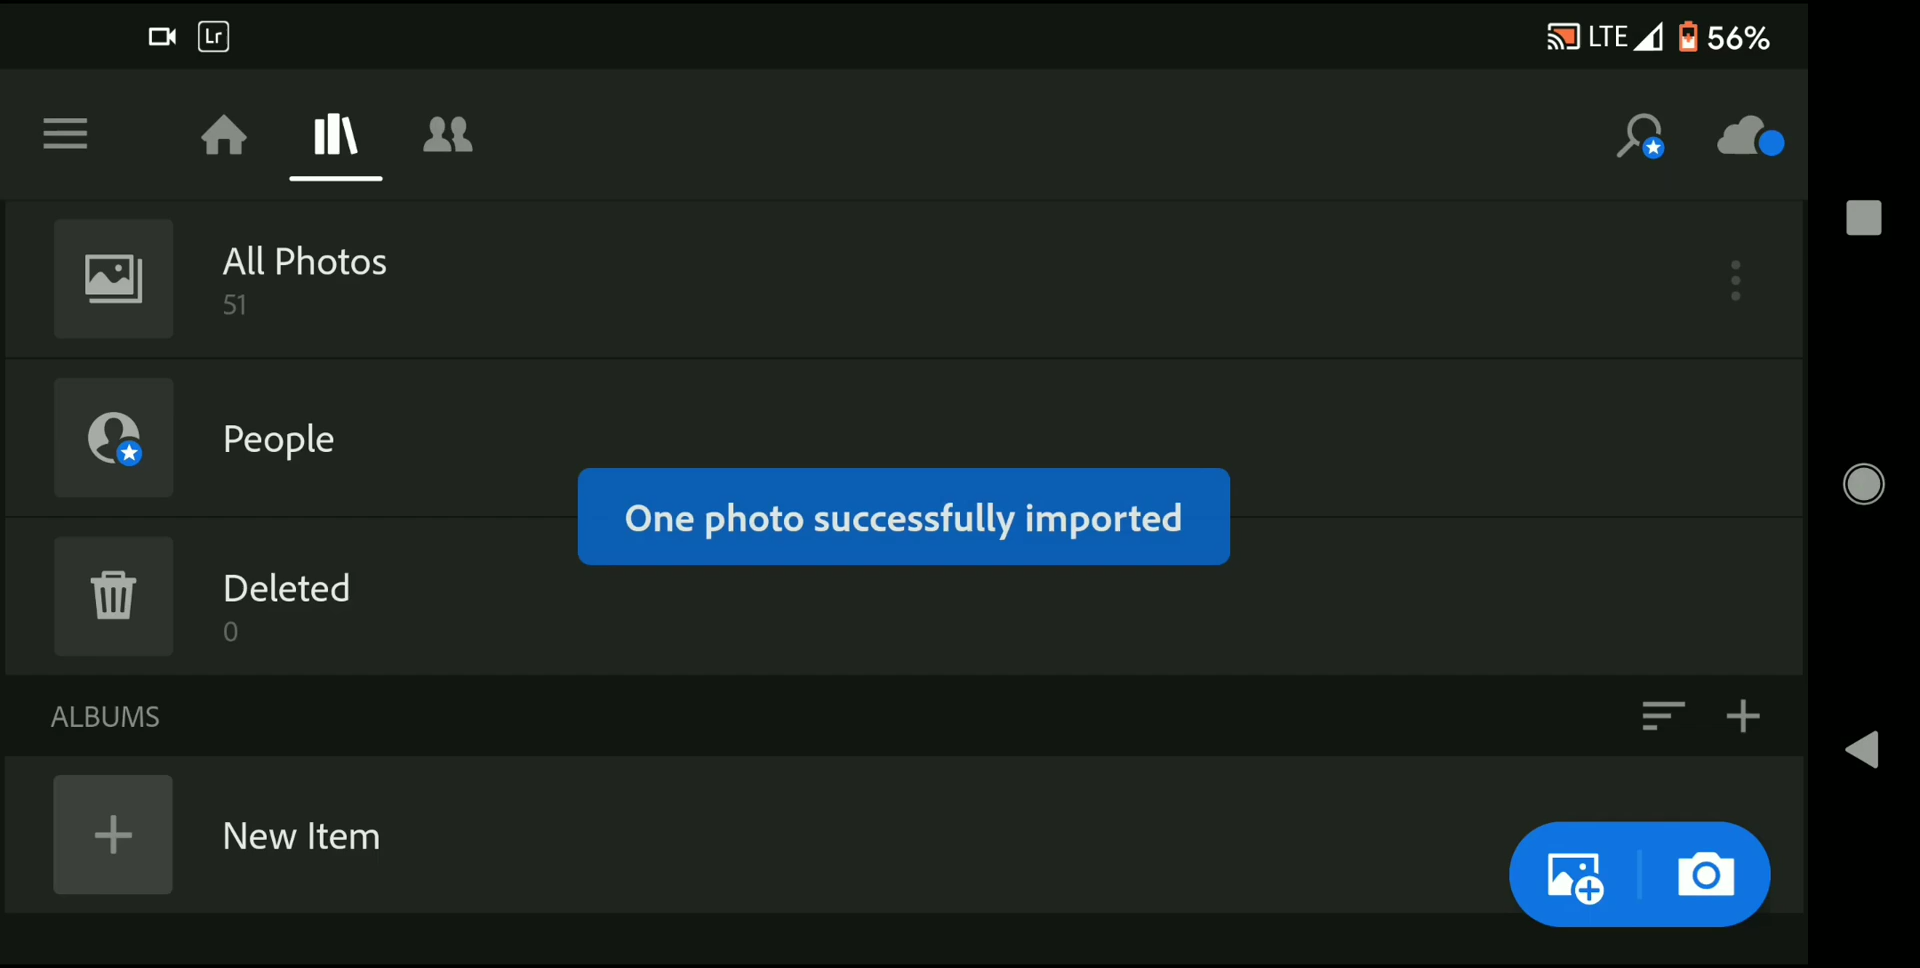 Lr LTE 56%
All Photos
51
People
One photo successfully imported
Deleted
0
ALBUMS
New Item